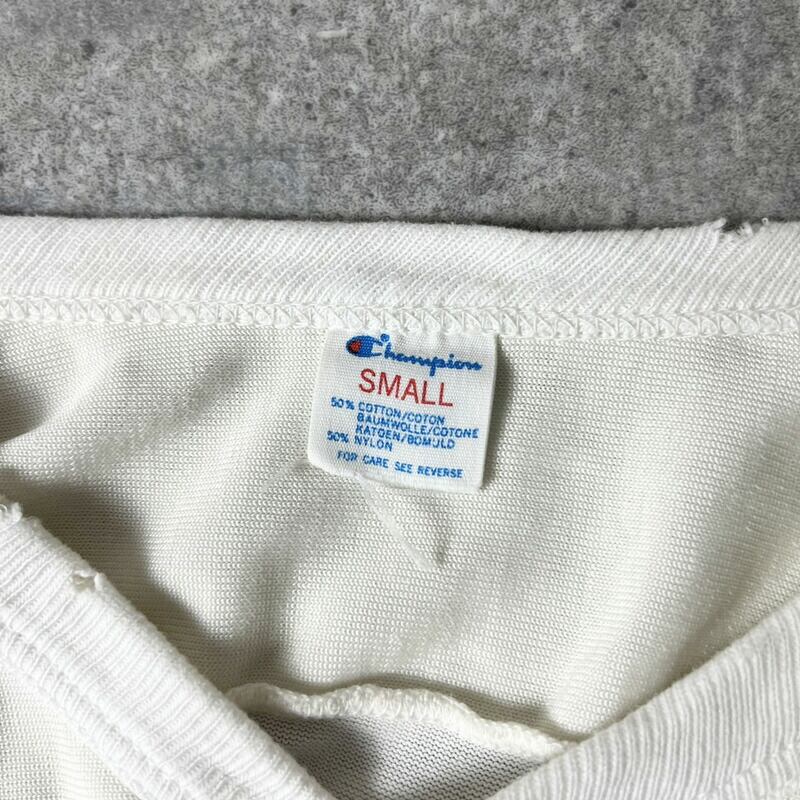 Champion
SMALL
50% COTTON/COTON
BAUMWOLLE/COTONE
KATOEN/BOMULD
50% NYLON
FOR CARE SEE REVERSE